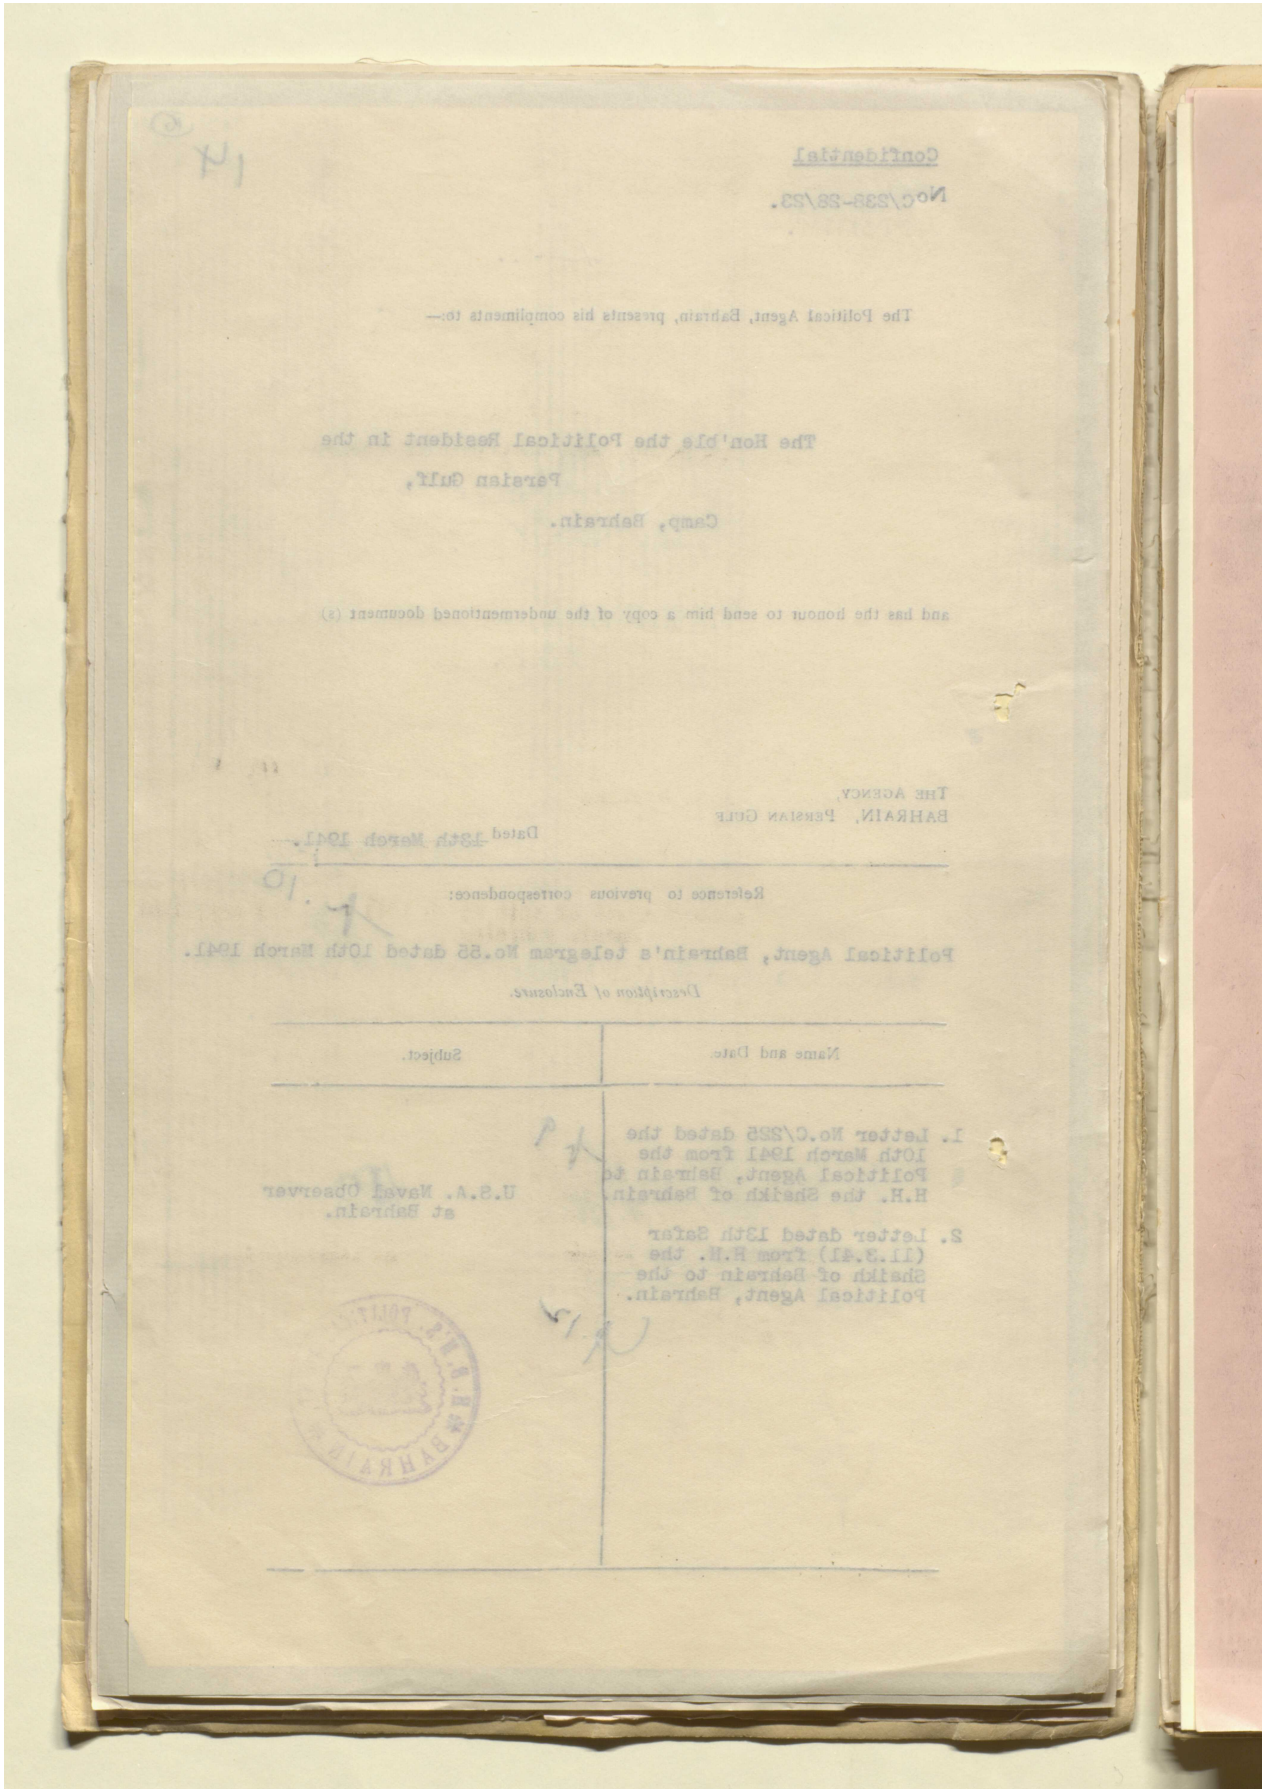 Confidential
No C/238-28/23.
14
The Political Agent, Bahrain, presents his compliments to:—
The Hon'ble the Political Resident in the
Persian Gulf,
Camp, Bahrain.
and has the honour to send him a copy of the undermentioned document (s)
THE AGENCY,
BAHRAIN, PERSIAN GULF
Dated 13th March 1941.
Reference to previous correspondence:
10
Political Agent, Bahrain's telegram No.55 dated 10th March 1941.
Description of Enclosure.
Name and Date. Subject.
1. Letter No.C/225 dated the
10th March 1941 from the
Political Agent, Bahrain to
H.H. the Shaikh of Bahrain.
9
U.S.A. Naval Observer
at Bahrain.
2. Letter dated 13th Safar
(11.3.41) from H.H. the
Shaikh of Bahrain to the
Political Agent, Bahrain.
12
BAHRAIN